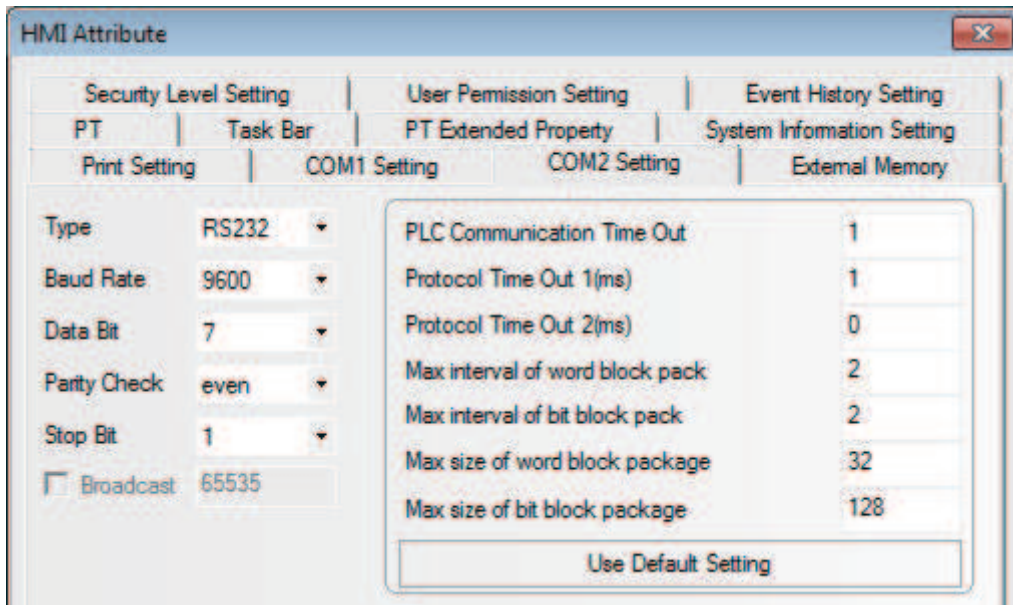 HMI Attribute
Security Level Setting User Permission Setting Event History Setting
PT Task Bar PT Extended Property System Information Setting
Print Setting COM1 Setting COM2 Setting External Memory
Type RS232
Baud Rate 9600
Data Bit 7
Parity Check even
Stop Bit 1
Broadcast 65535
PLC Communication Time Out 1
Protocol Time Out 1(ms) 1
Protocol Time Out 2(ms) 0
Max interval of word block pack 2
Max interval of bit block pack 2
Max size of word block package 32
Max size of bit block package 128
Use Default Setting